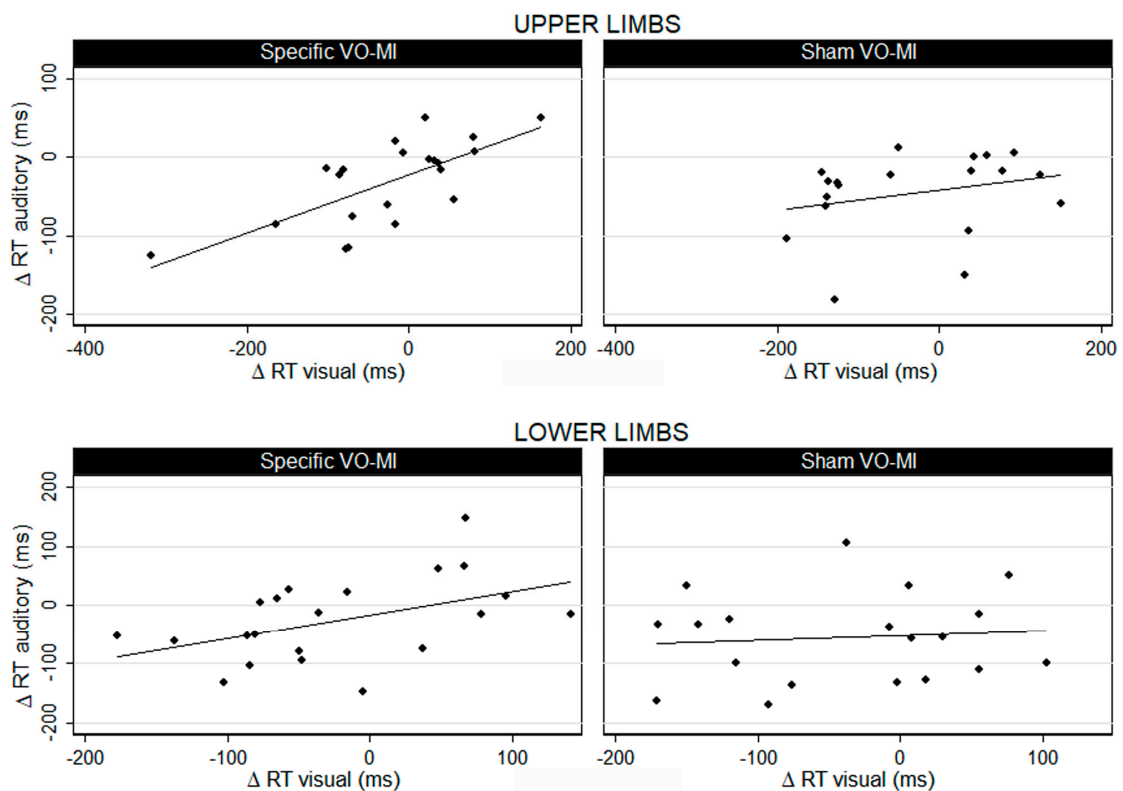 UPPER LIMBS
Specific VO-MI
Sham VO-MI
Δ RT auditory (ms)
100
0
-100
-200
-400
-200
0
200
-400
-200
0
200
Δ RT visual (ms)
Δ RT visual (ms)
LOWER LIMBS
Specific VO-MI
Sham VO-MI
Δ RT auditory (ms)
200
100
0
-100
-200
-200
-100
0
100
-200
-100
0
100
Δ RT visual (ms)
Δ RT visual (ms)